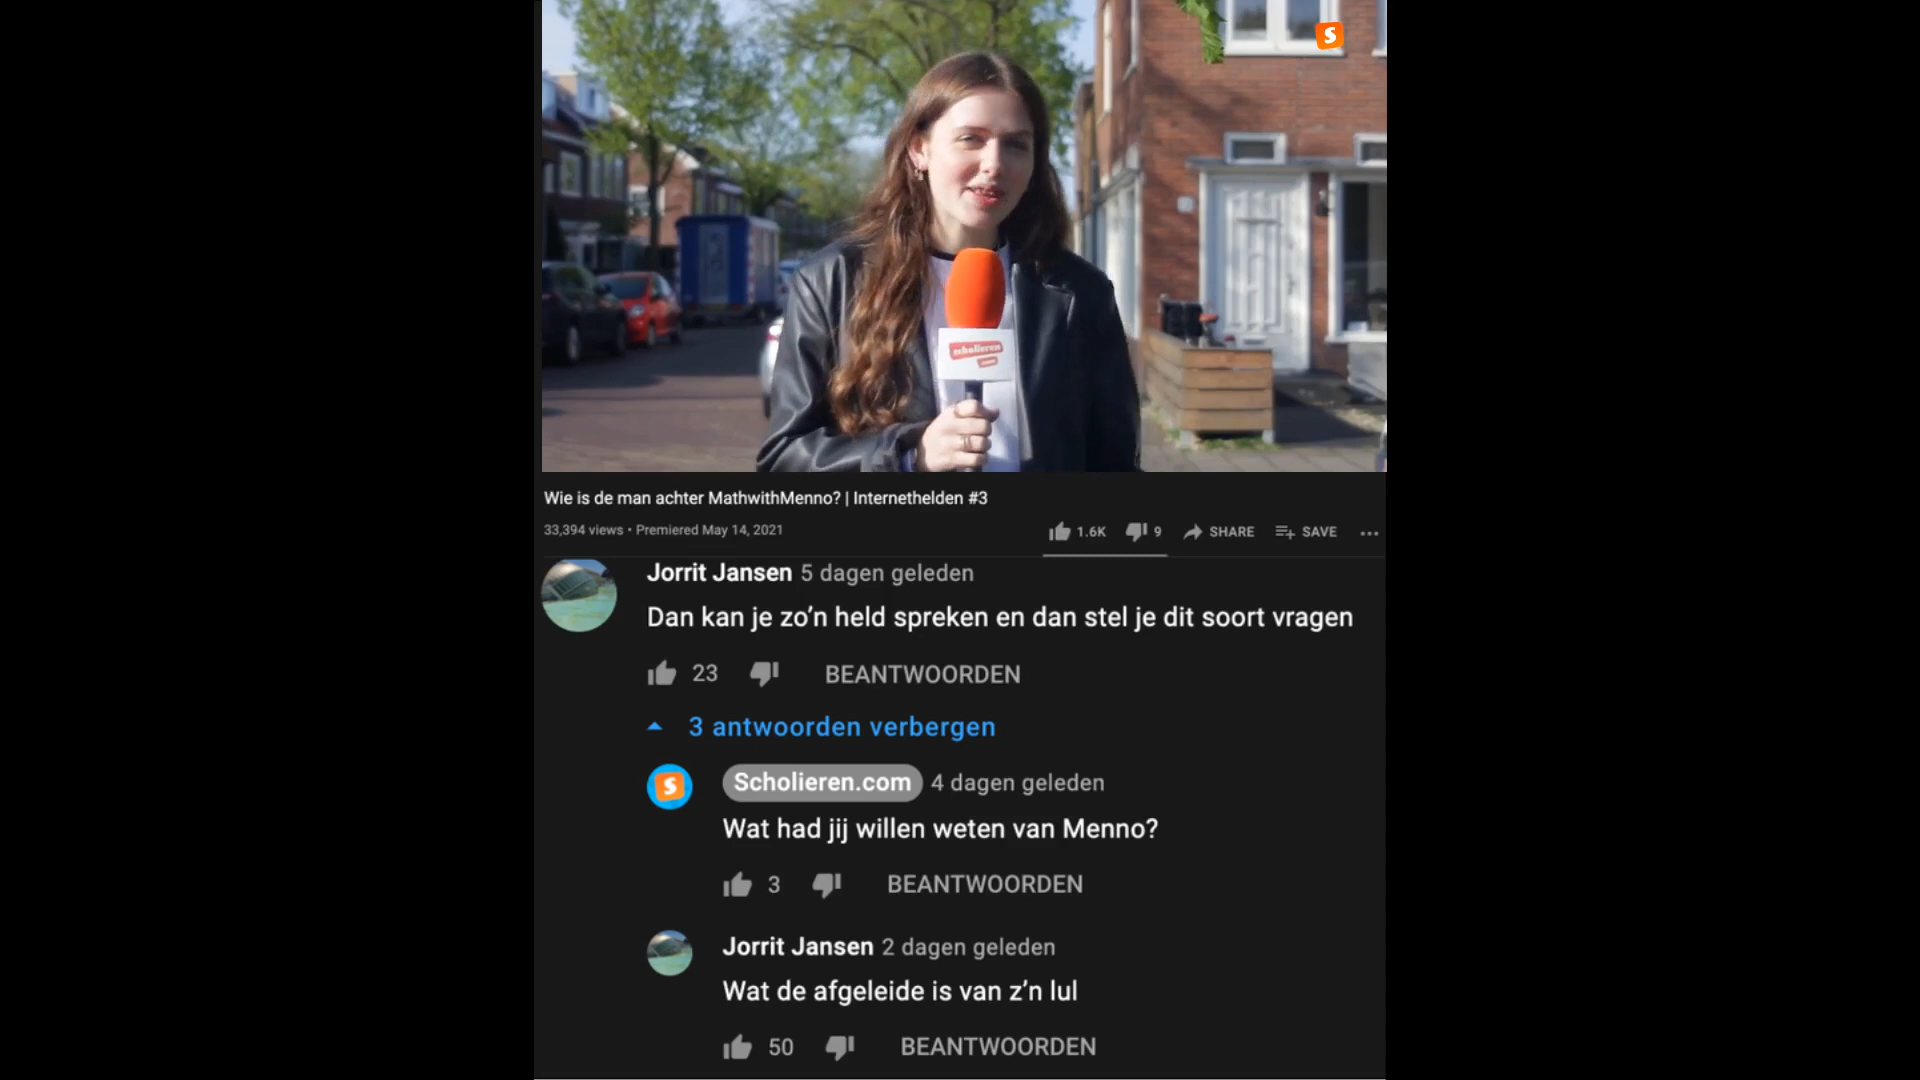 S
scholieren
.com
Wie is de man achter MathwithMenno? | Internethelden #3
33,394 views • Premiered May 14, 2021
1.6K 9 SHARE SAVE ...
Jorrit Jansen 5 dagen geleden
Dan kan je zo’n held spreken en dan stel je dit soort vragen
23 BEANTWOORDEN
3 antwoorden verbergen
S
Scholieren.com 4 dagen geleden
Wat had jij willen weten van Menno?
3 BEANTWOORDEN
Jorrit Jansen 2 dagen geleden
Wat de afgeleide is van z’n lul
50 BEANTWOORDEN